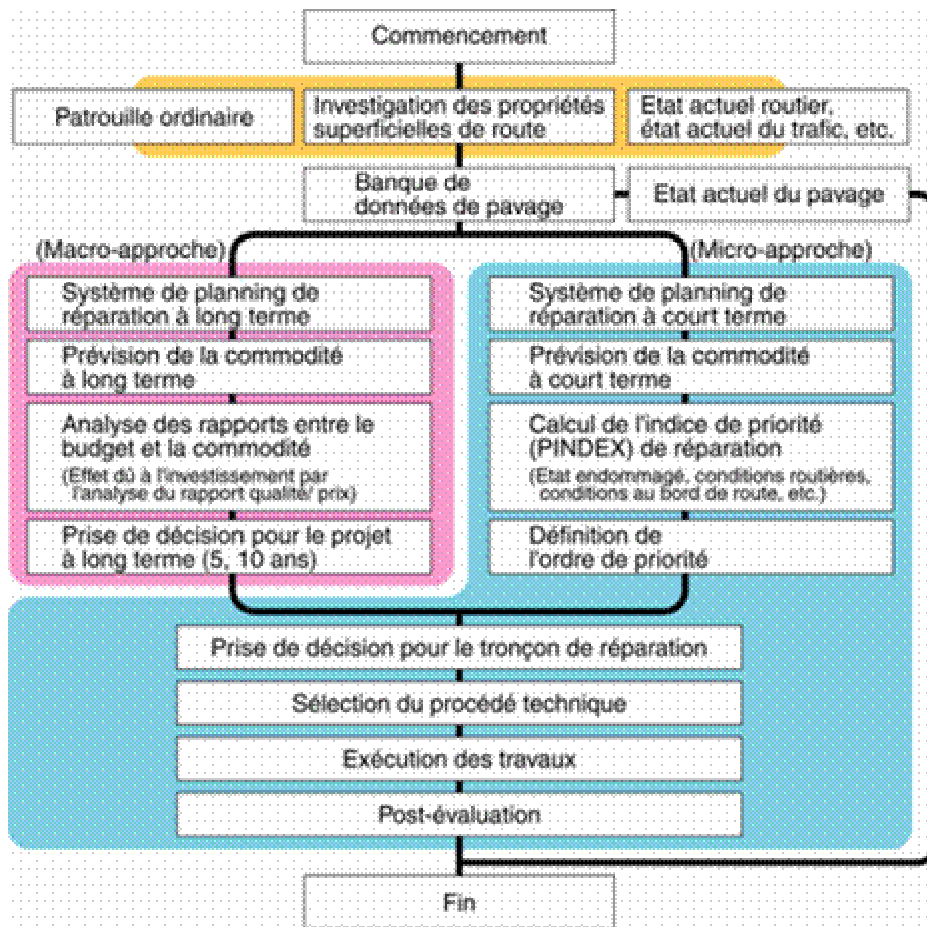 Commencement
Patrouille ordinaire
Investigation des propriétés
superficielles de route
Etat actuel routier,
état actuel du trafic, etc.
Banque de
données de pavage
Etat actuel du pavage
(Macro-approche)
(Micro-approche)
Système de planning de
réparation à long terme
Prévision de la commodité
à long terme
Analyse des rapports entre le
budget et la commodité
(Effet dû à l'investissement par
l'analyse du rapport qualité/ prix)
Prise de décision pour le projet
à long terme (5, 10 ans)
Système de planning de
réparation à court terme
Prévision de la commodité
à court terme
Calcul de l'indice de priorité
(PINDEX) de réparation
(Etat endommagé, conditions routières,
conditions au bord de route, etc.)
Définition de
l'ordre de priorité
Prise de décision pour le tronçon de réparation
Sélection du procédé technique
Exécution des travaux
Post-évaluation
Fin